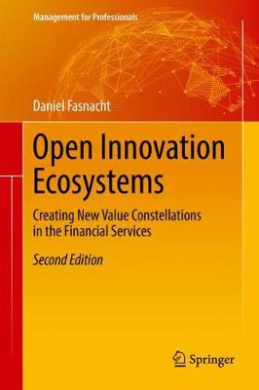 Management for Professionals
Daniel Fasnacht
Open Innovation
Ecosystems
Creating New Value Constellations
in the Financial Services
Second Edition
Springer